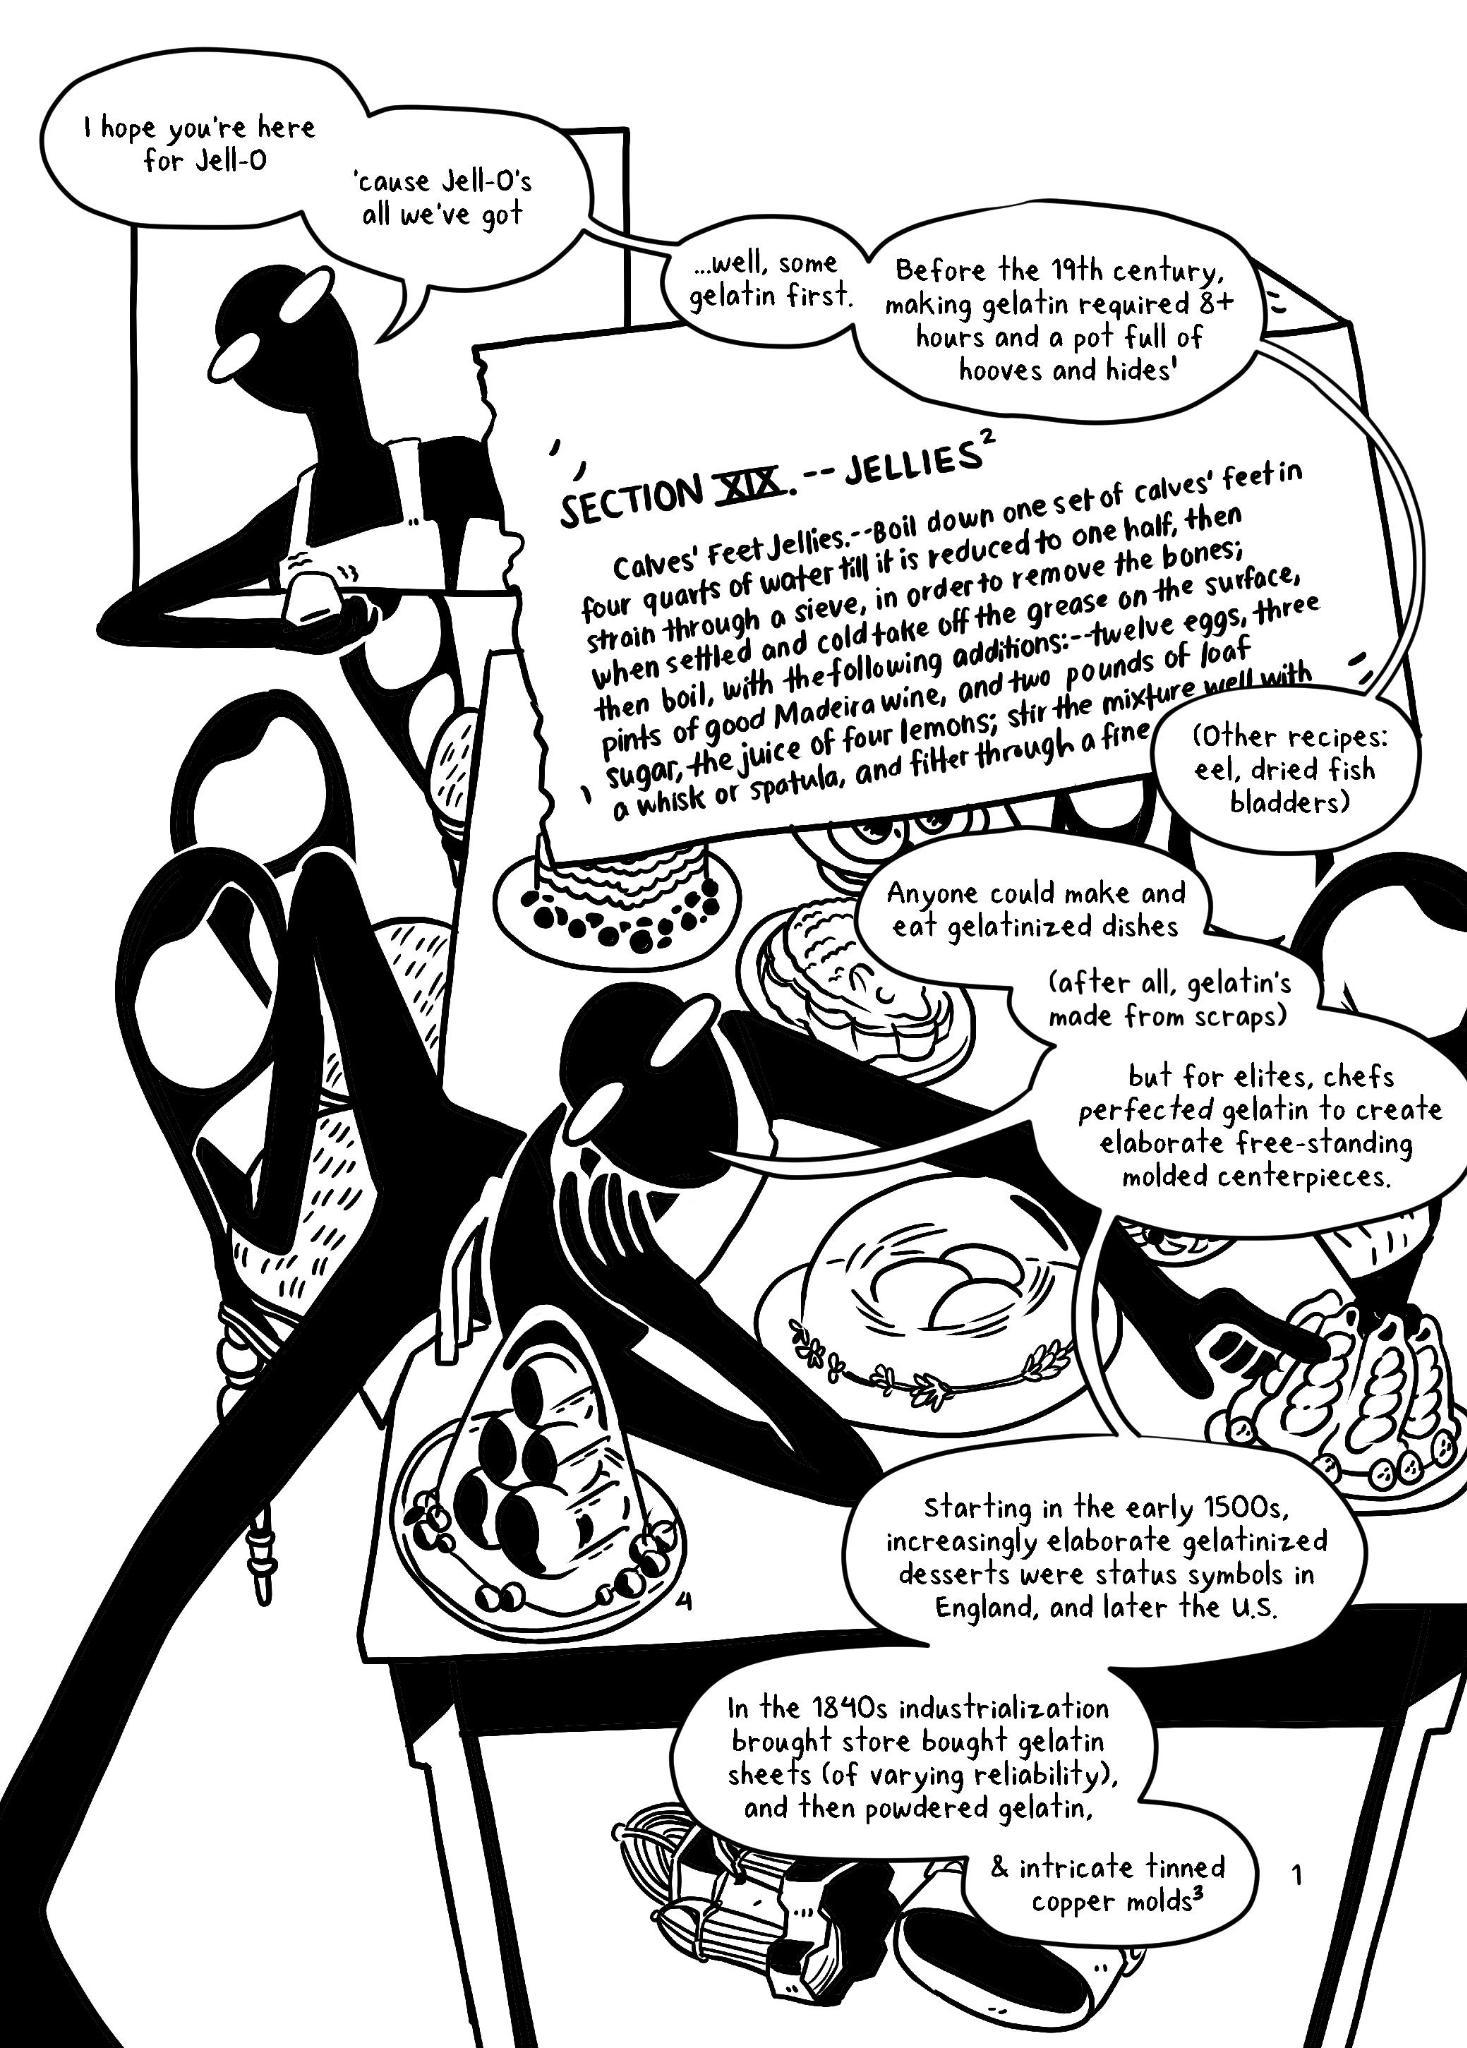 I hope you're here
for Jell-O
'cause Jell-O's
all we've got
...well, some
gelatin first.
Before the 19th century,
making gelatin required 8+
hours and a pot full of
hooves and hides'
SECTION XIX. -- JELLIES²
Calves' Feet Jellies.--Boil down one set of calves' feet in
four quarts of water till it is reduced to one half, then
strain through a sieve, in order to remove the bones;
when settled and cold take off the grease on the surface,
then boil, with the following additions:--twelve eggs, three
pints of good Madeira wine, and two pounds of loaf
sugar, the juice of four lemons; stir the mixture well with
a whisk or spatula, and filter through a fine
(Other recipes:
eel, dried fish
bladders)
Anyone could make and
eat gelatinized dishes
(after all, gelatin's
made from scraps)
but for elites, chefs
perfected gelatin to create
elaborate free-standing
molded centerpieces.
4
Starting in the early 1500s,
increasingly elaborate gelatinized
desserts were status symbols in
England, and later the U.S.
In the 1840s industrialization
brought store bought gelatin
sheets (of varying reliability),
and then powdered gelatin,
& intricate tinned
copper molds³
1